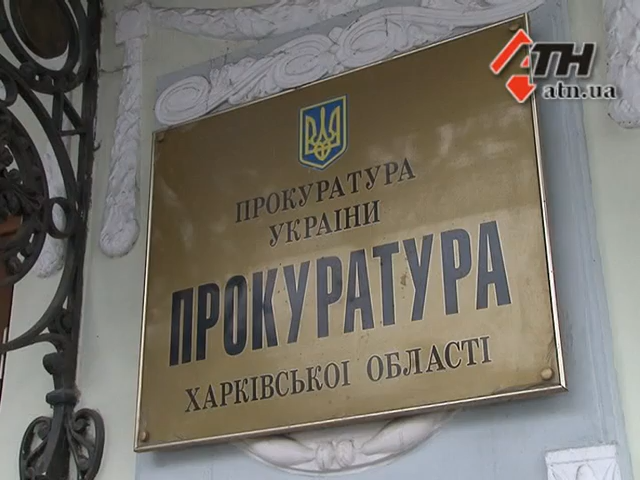 АТН
atn.ua
ПРОКУРАТУРА
УКРАЇНИ
ПРОКУРАТУРА
ХАРКІВСЬКОЇ ОБЛАСТІ